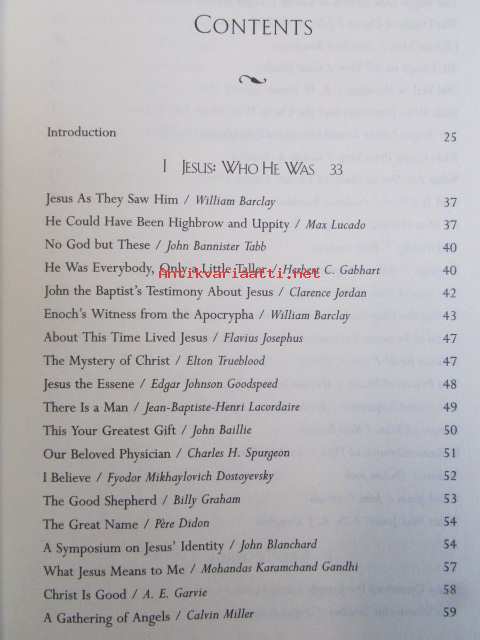 CONTENTS
Introduction 25
I JESUS: WHO HE WAS 33
Jesus As They Saw Him / William Barclay 37
He Could Have Been Highbrow and Uppity / Max Lucado 37
No God but These / John Bannister Tabb 40
He Was Everybody, Only a Little Taller / Herbert C. Gabhart 40
Antikvariaatti.net
John the Baptist's Testimony About Jesus / Clarence Jordan 42
Enoch's Witness from the Apocrypha / William Barclay 43
About This Time Lived Jesus / Flavius Josephus 47
The Mystery of Christ / Elton Trueblood 47
Jesus the Essene / Edgar Johnson Goodspeed 48
There Is a Man / Jean-Baptiste-Henri Lacordaire 49
This Your Greatest Gift / John Baillie 50
Our Beloved Physician / Charles H. Spurgeon 51
I Believe / Fyodor Mikhaylovich Dostoyevsky 52
The Good Shepherd / Billy Graham 53
The Great Name / Père Didon 54
A Symposium on Jesus' Identity / John Blanchard 54
What Jesus Means to Me / Mohandas Karamchand Gandhi 57
Christ Is Good / A. E. Garvie 58
A Gathering of Angels / Calvin Miller 59